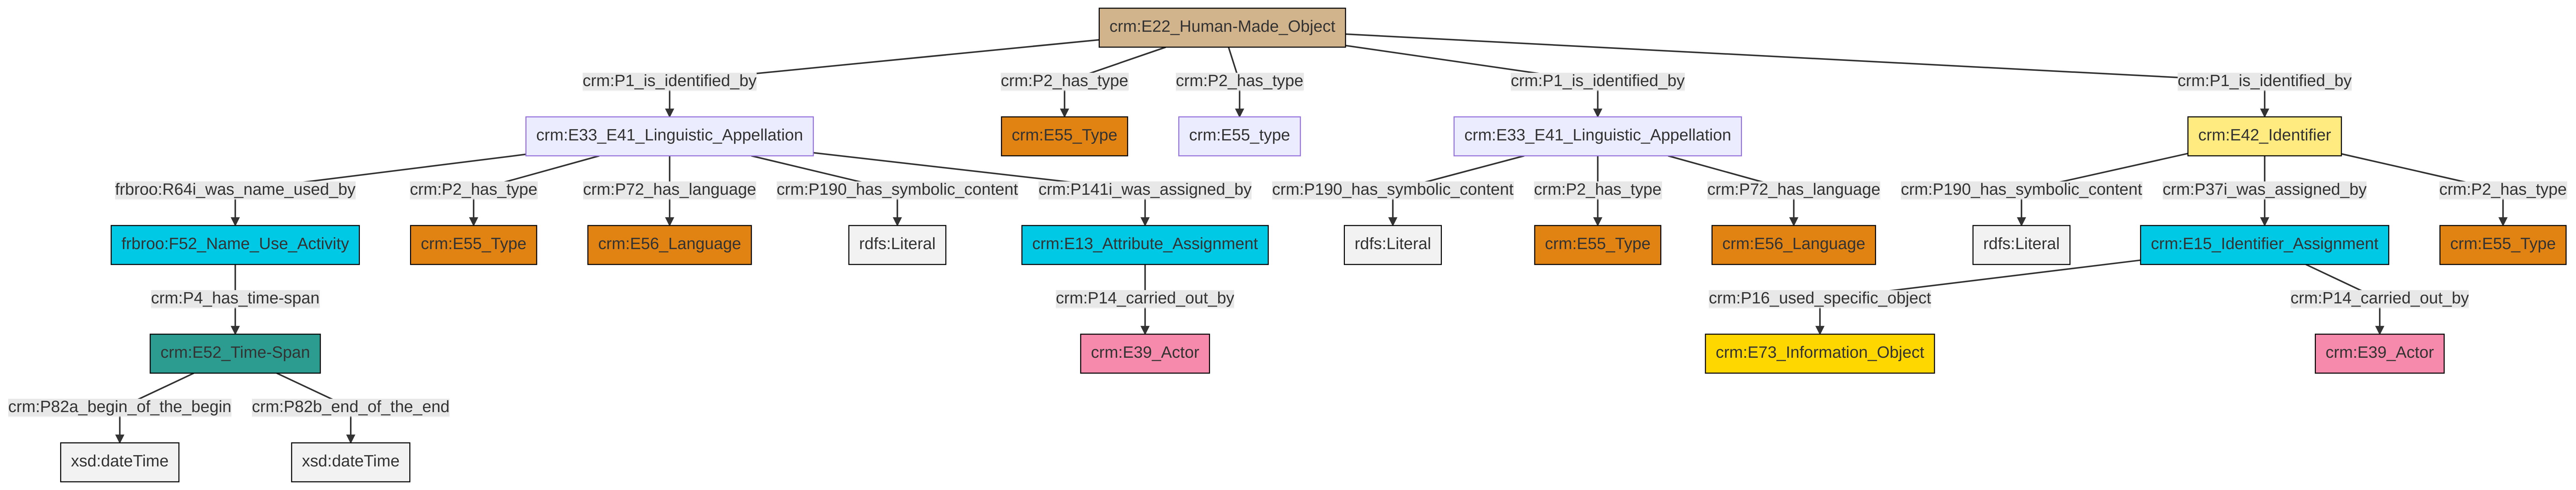 crm:E22_Human-Made_Object
crm:P1_is_identified_by
crm:P2_has_type
crm:P2_has_type
crm:P1_is_identified_by
crm:P1_is_identified_by
crm:E33_E41_Linguistic_Appellation
crm:E55_Type
crm:E55_type
crm:E33_E41_Linguistic_Appellation
crm:E42_Identifier
frbroo:R64i_was_name_used_by
crm:P2_has_type
crm:P72_has_language
crm:P190_has_symbolic_content
crm:P141i_was_assigned_by
crm:P190_has_symbolic_content
crm:P2_has_type
crm:P72_has_language
crm:P190_has_symbolic_content
crm:P37i_was_assigned_by
crm:P2_has_type
frbroo:F52_Name_Use_Activity
crm:E55_Type
crm:E56_Language
rdfs:Literal
crm:E13_Attribute_Assignment
rdfs:Literal
crm:E55_Type
crm:E56_Language
rdfs:Literal
crm:E15_Identifier_Assignment
crm:E55_Type
crm:P4_has_time-span
crm:P14_carried_out_by
crm:P16_used_specific_object
crm:P14_carried_out_by
crm:E52_Time-Span
crm:E39_Actor
crm:E73_Information_Object
crm:E39_Actor
crm:P82a_begin_of_the_begin
crm:P82b_end_of_the_end
xsd:dateTime
xsd:dateTime